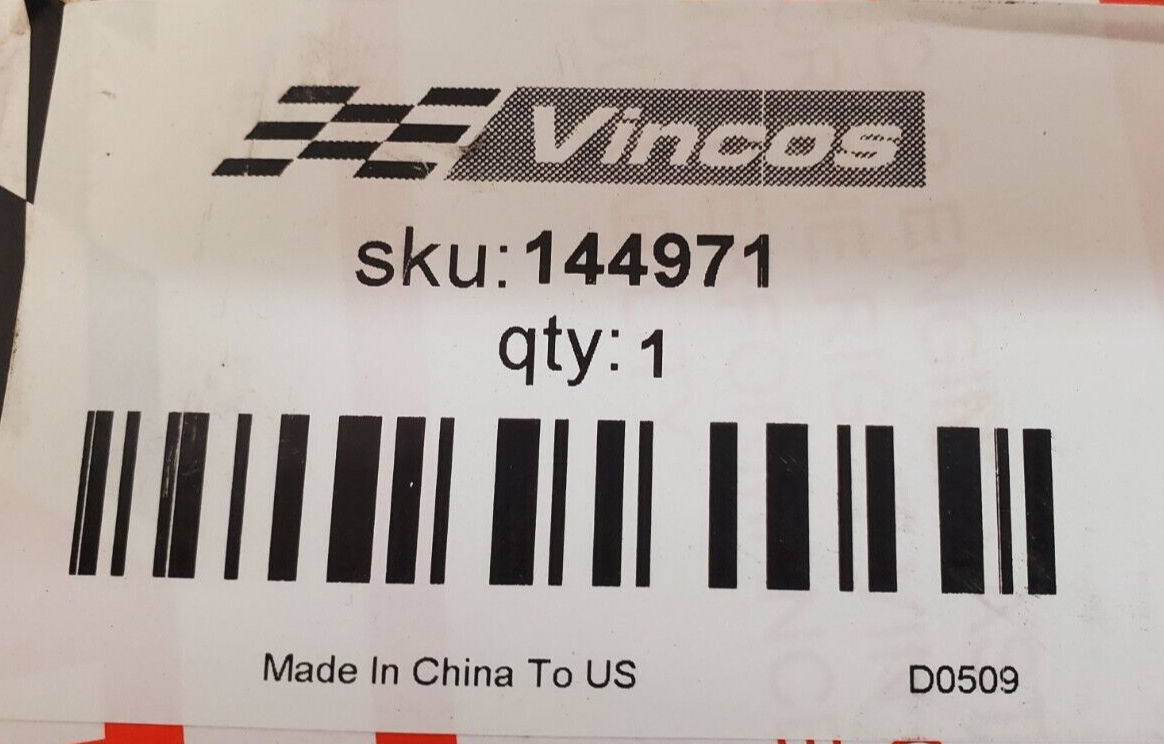 Vincos
sku:144971
qty:1
Made In China To US
D0509